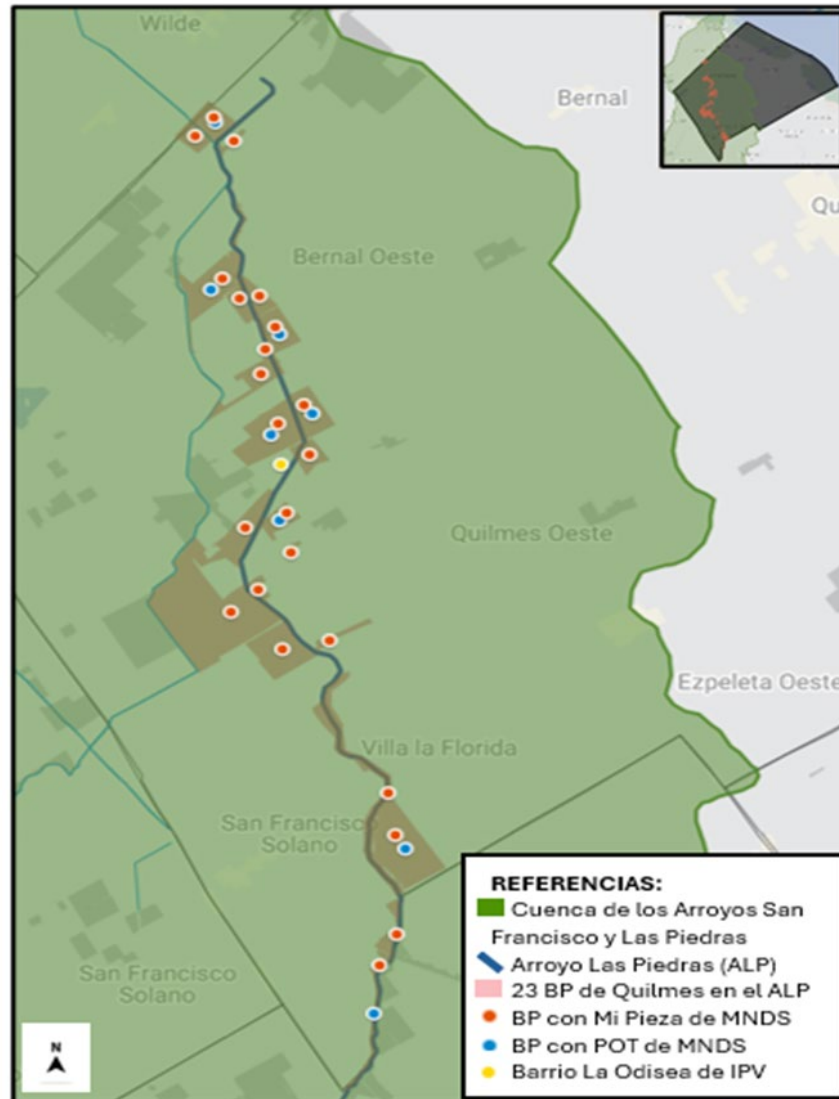 Wilde
Bernal
Qu
Bernal Oeste
Quilmes Oeste
Ezpeleta Oeste
Villa la Florida
San Francisco
Solano
San Francisco
Solano
N
REFERENCIAS:
Cuenca de los Arroyos San
Francisco y Las Piedras
Arroyo Las Piedras (ALP)
23 BP de Quilmes en el ALP
BP con Mi Pieza de MNDS
BP con POT de MNDS
Barrio La Odisea de IPV